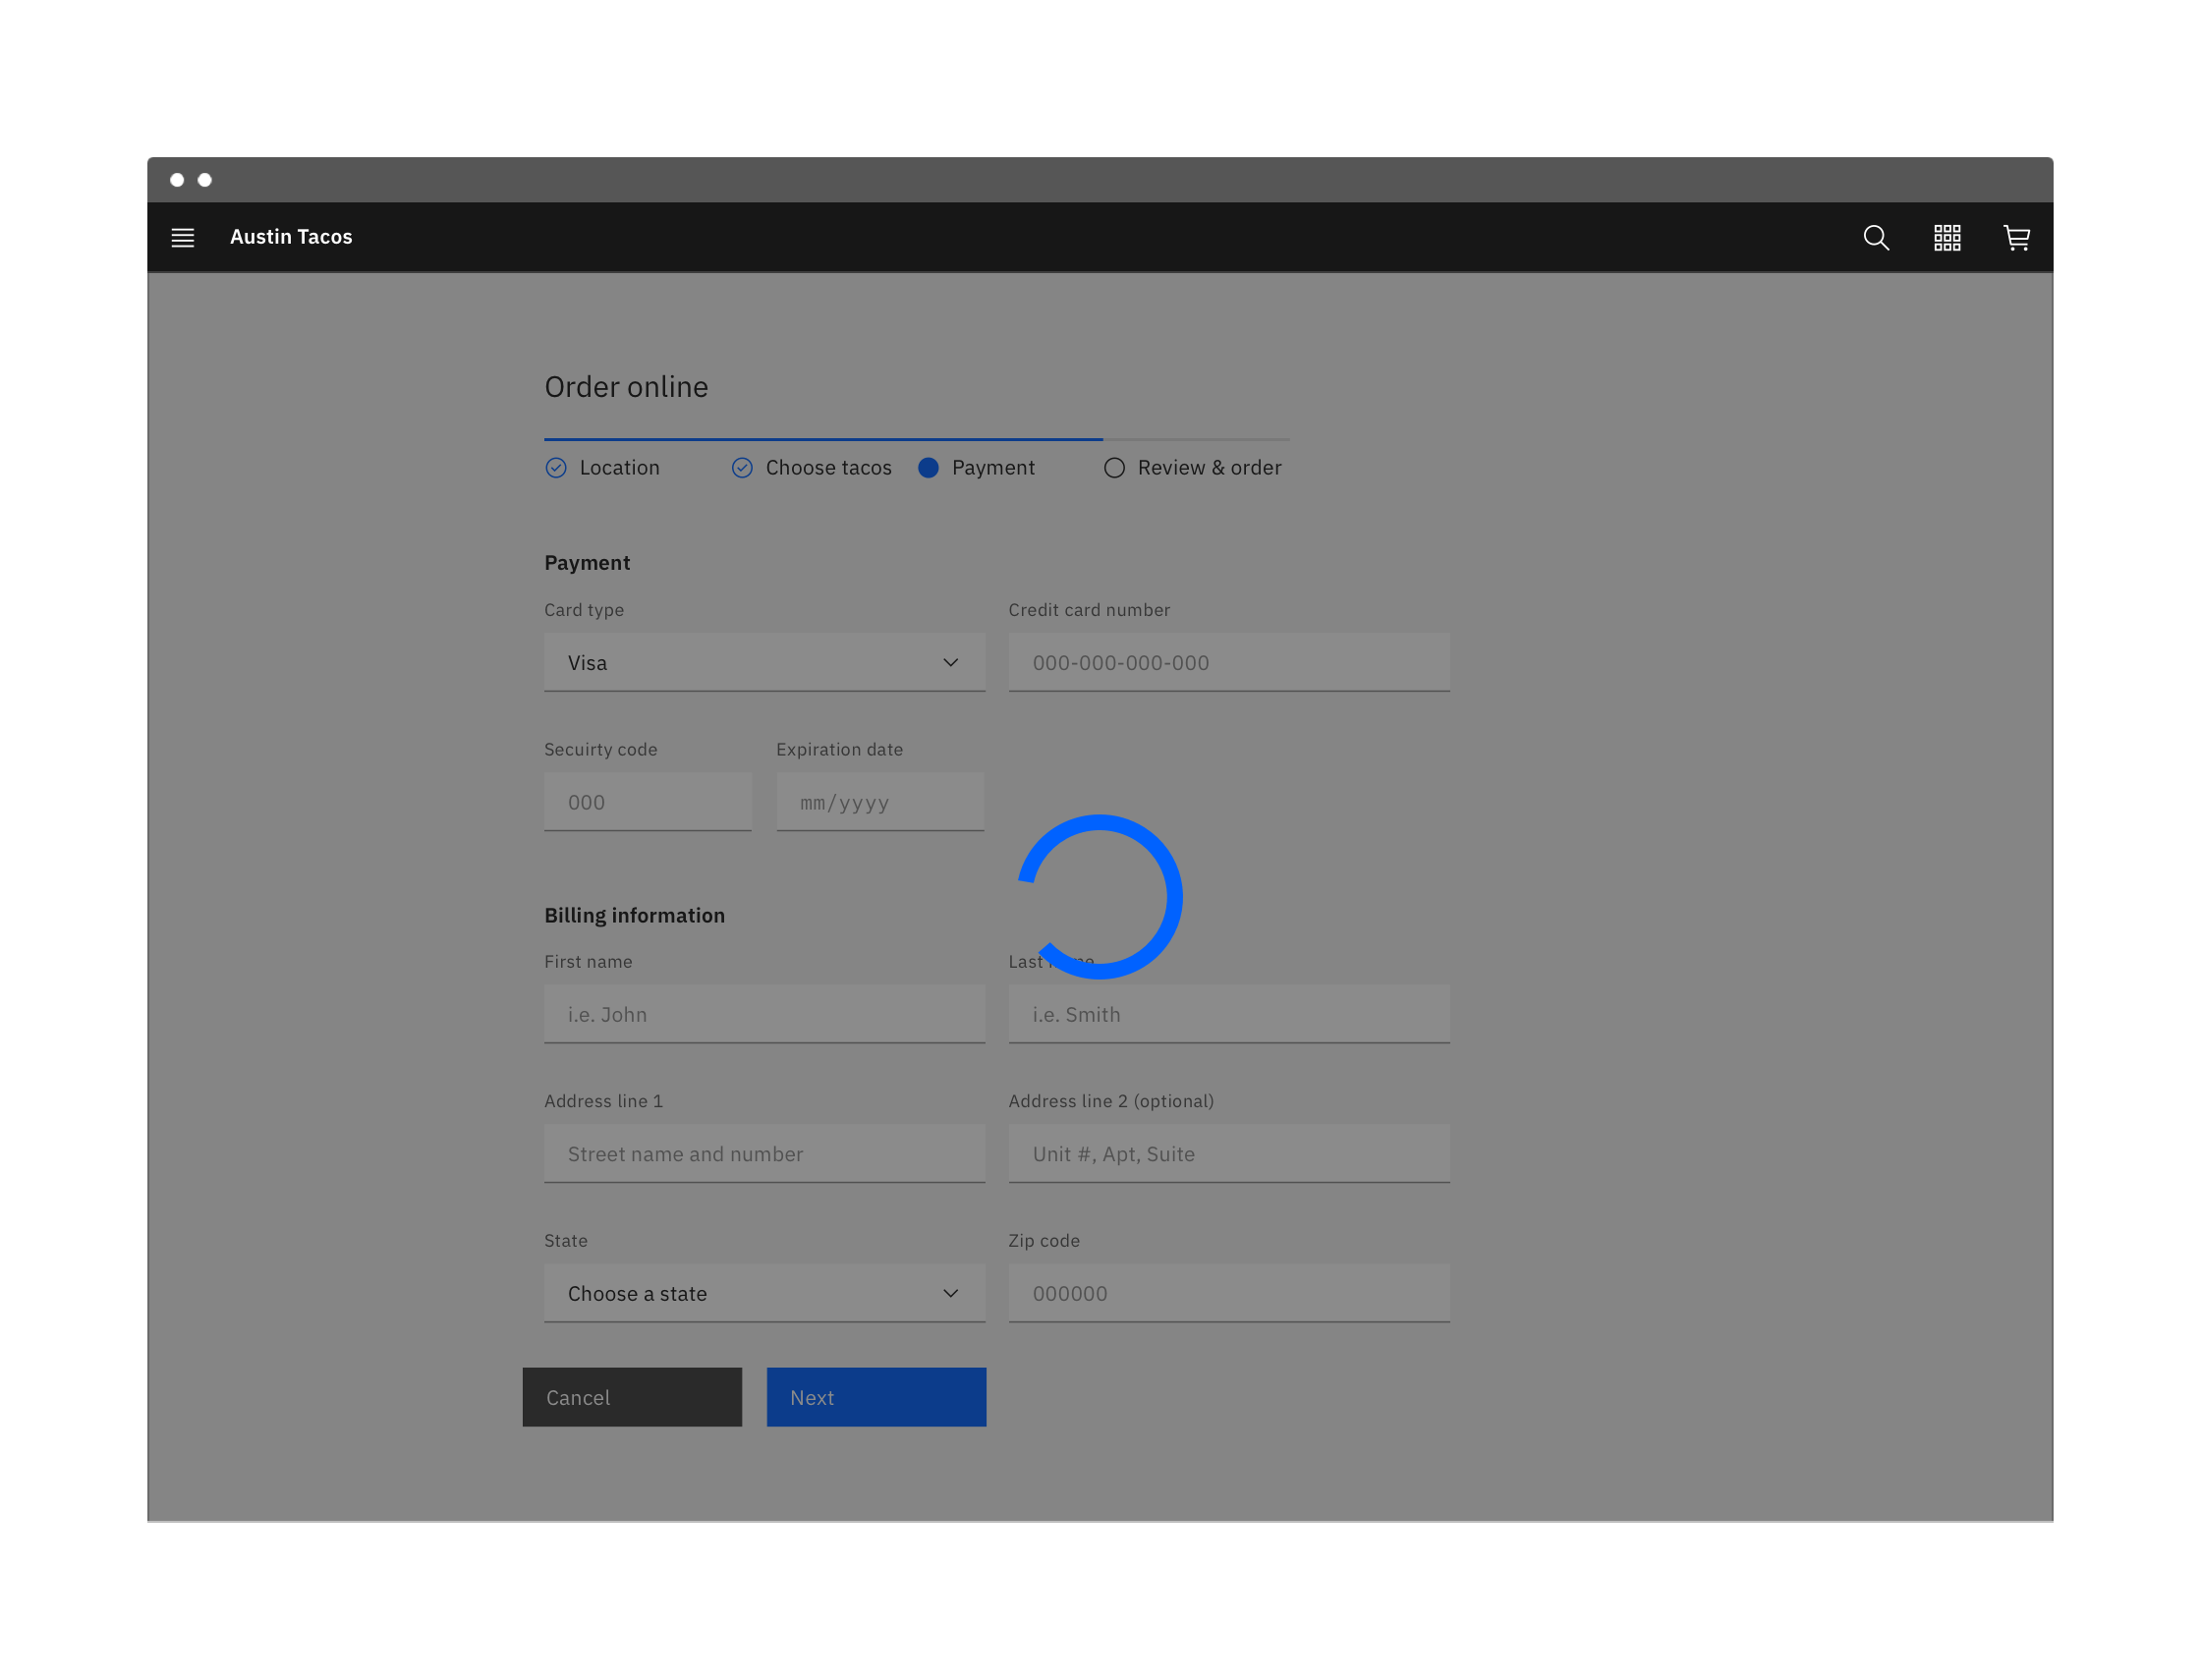 Austin Tacos
Order online
Location Choose tacos Payment Review & order
Payment
Card type Credit card number
Visa 000-000-000-000
Secuirty code Expiration date
000 mm/yyyy
Billing information
First name Last
i.e. John i.e. Smith
Address line 1 Address line 2 (optional)
Street name and number Unit #, Apt, Suite
State Zip code
Choose a state 000000
Cancel Next